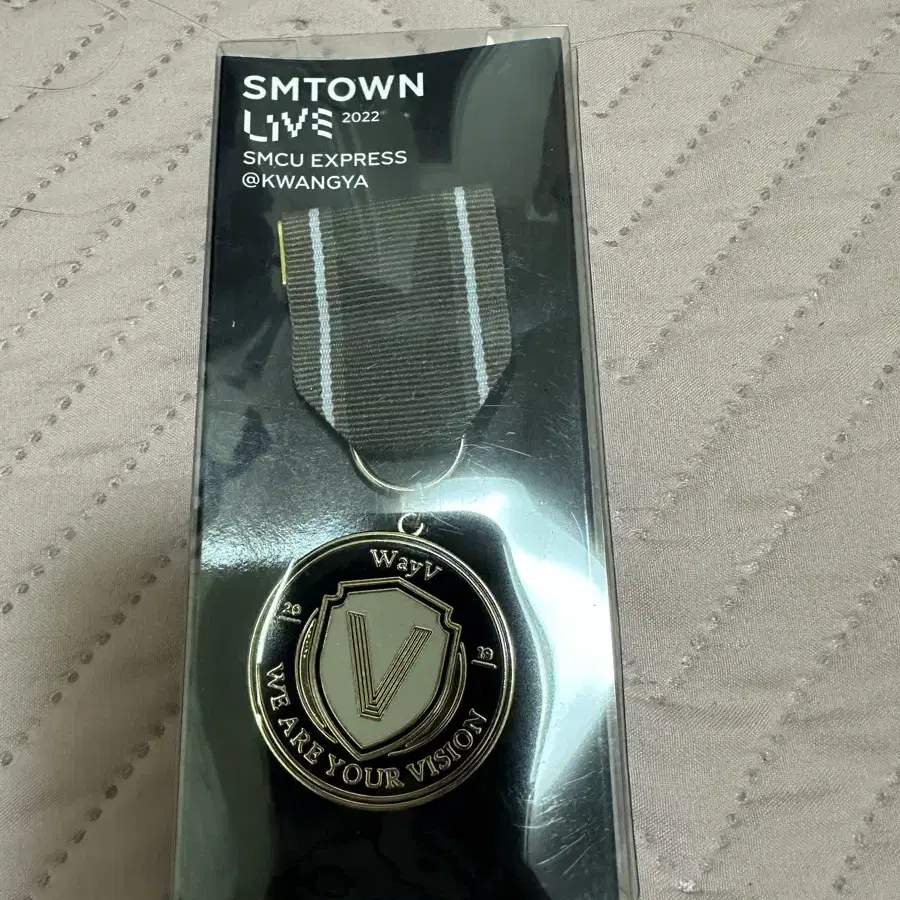 SMTOWN
LIVE 2022
SMCU EXPRESS
@KWANGYA
WayV
20
19
V
WE ARE YOUR VISION